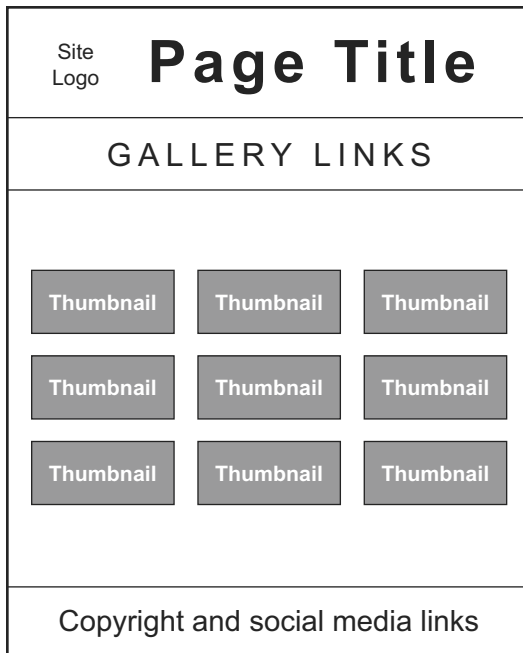 Site
Logo
Page Title
GALLERY LINKS
Thumbnail Thumbnail Thumbnail
Thumbnail Thumbnail Thumbnail
Thumbnail Thumbnail Thumbnail
Copyright and social media links